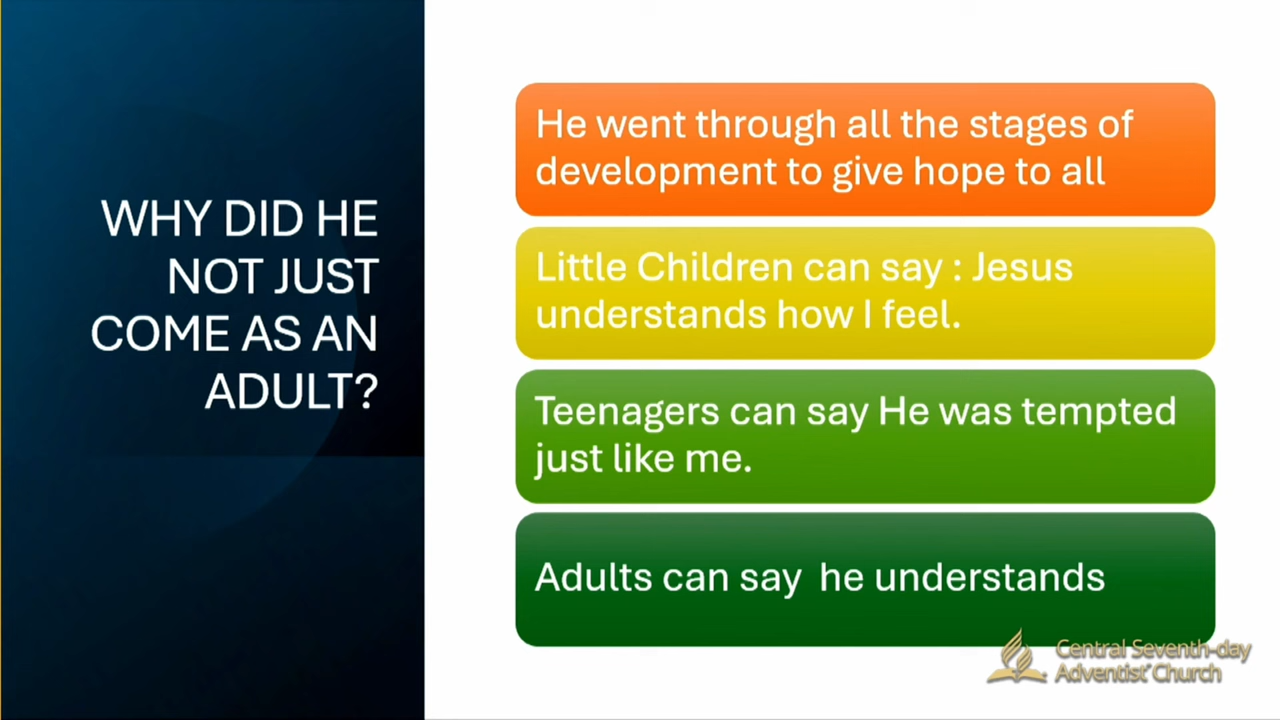 WHY DID HE
NOT JUST
COME AS AN
ADULT?
He went through all the stages of
development to give hope to all
Little Children can say : Jesus
understands how I feel.
Teenagers can say He was tempted
just like me.
Adults can say  he understands
Central Seventh-day
Adventist Church